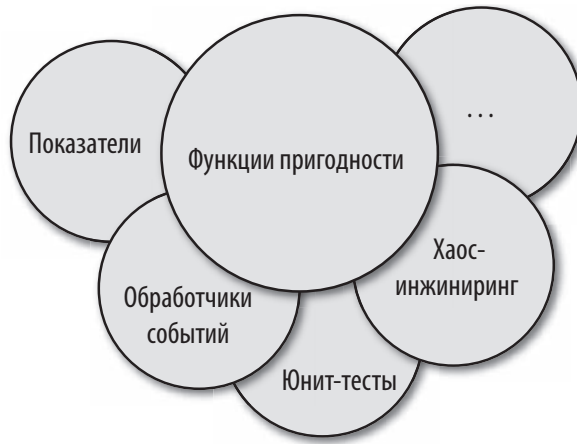 Показатели
Функции пригодности
...
Хаос-
инжиниринг
Обработчики
событий
Юнит-тесты